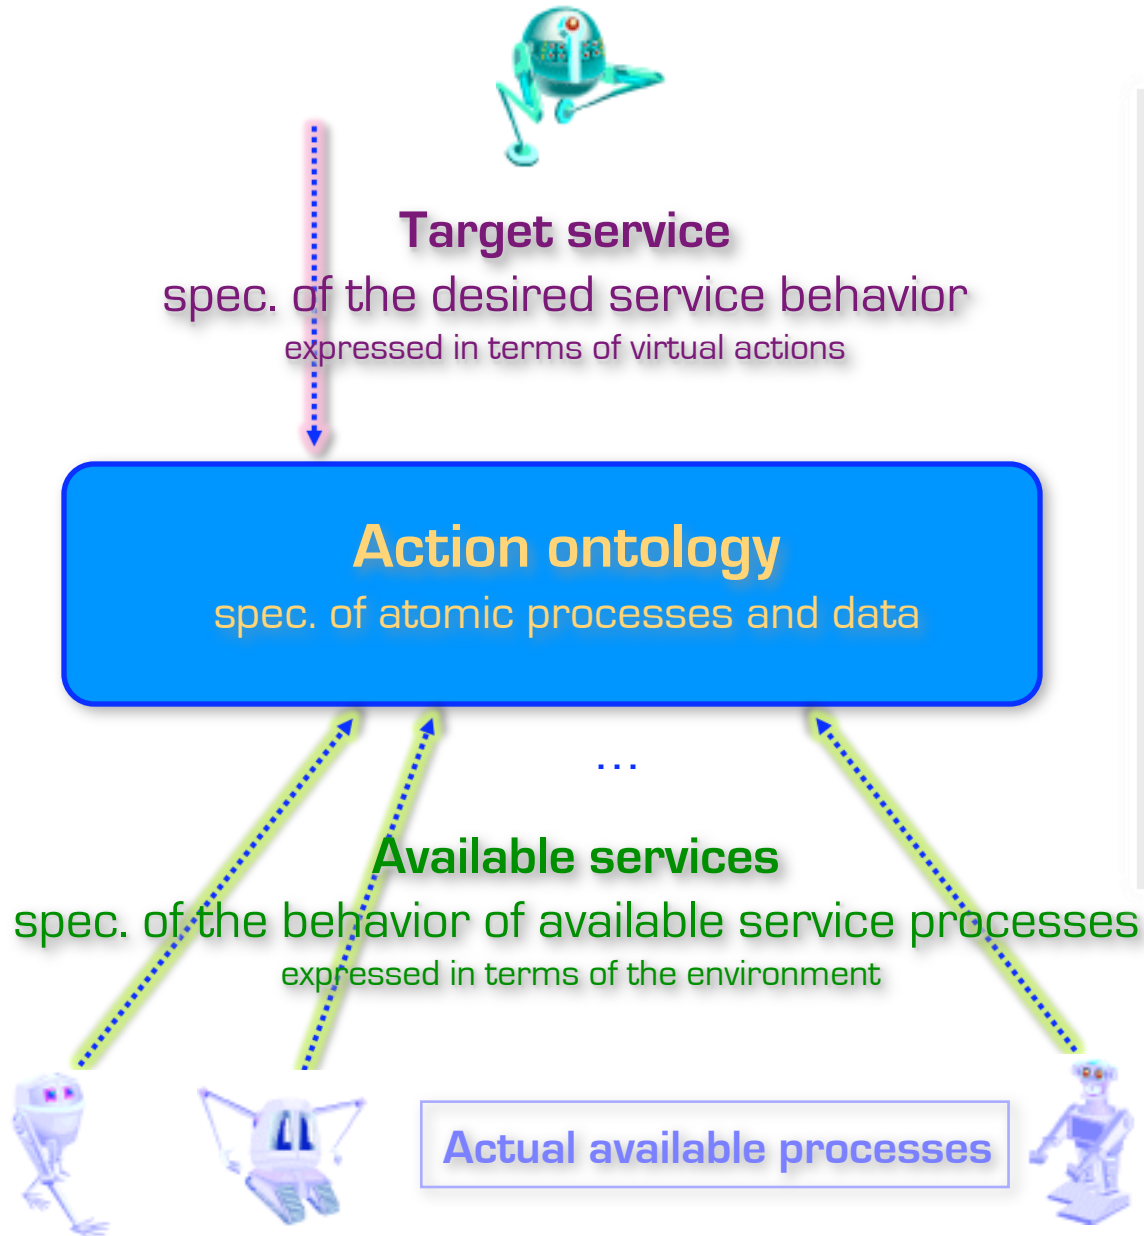 Target service
spec. of the desired service behavior
expressed in terms of virtual actions
Action ontology
spec. of atomic processes and data
...
Available services
spec. of the behavior of available service processes
expressed in terms of the environment
Actual available processes